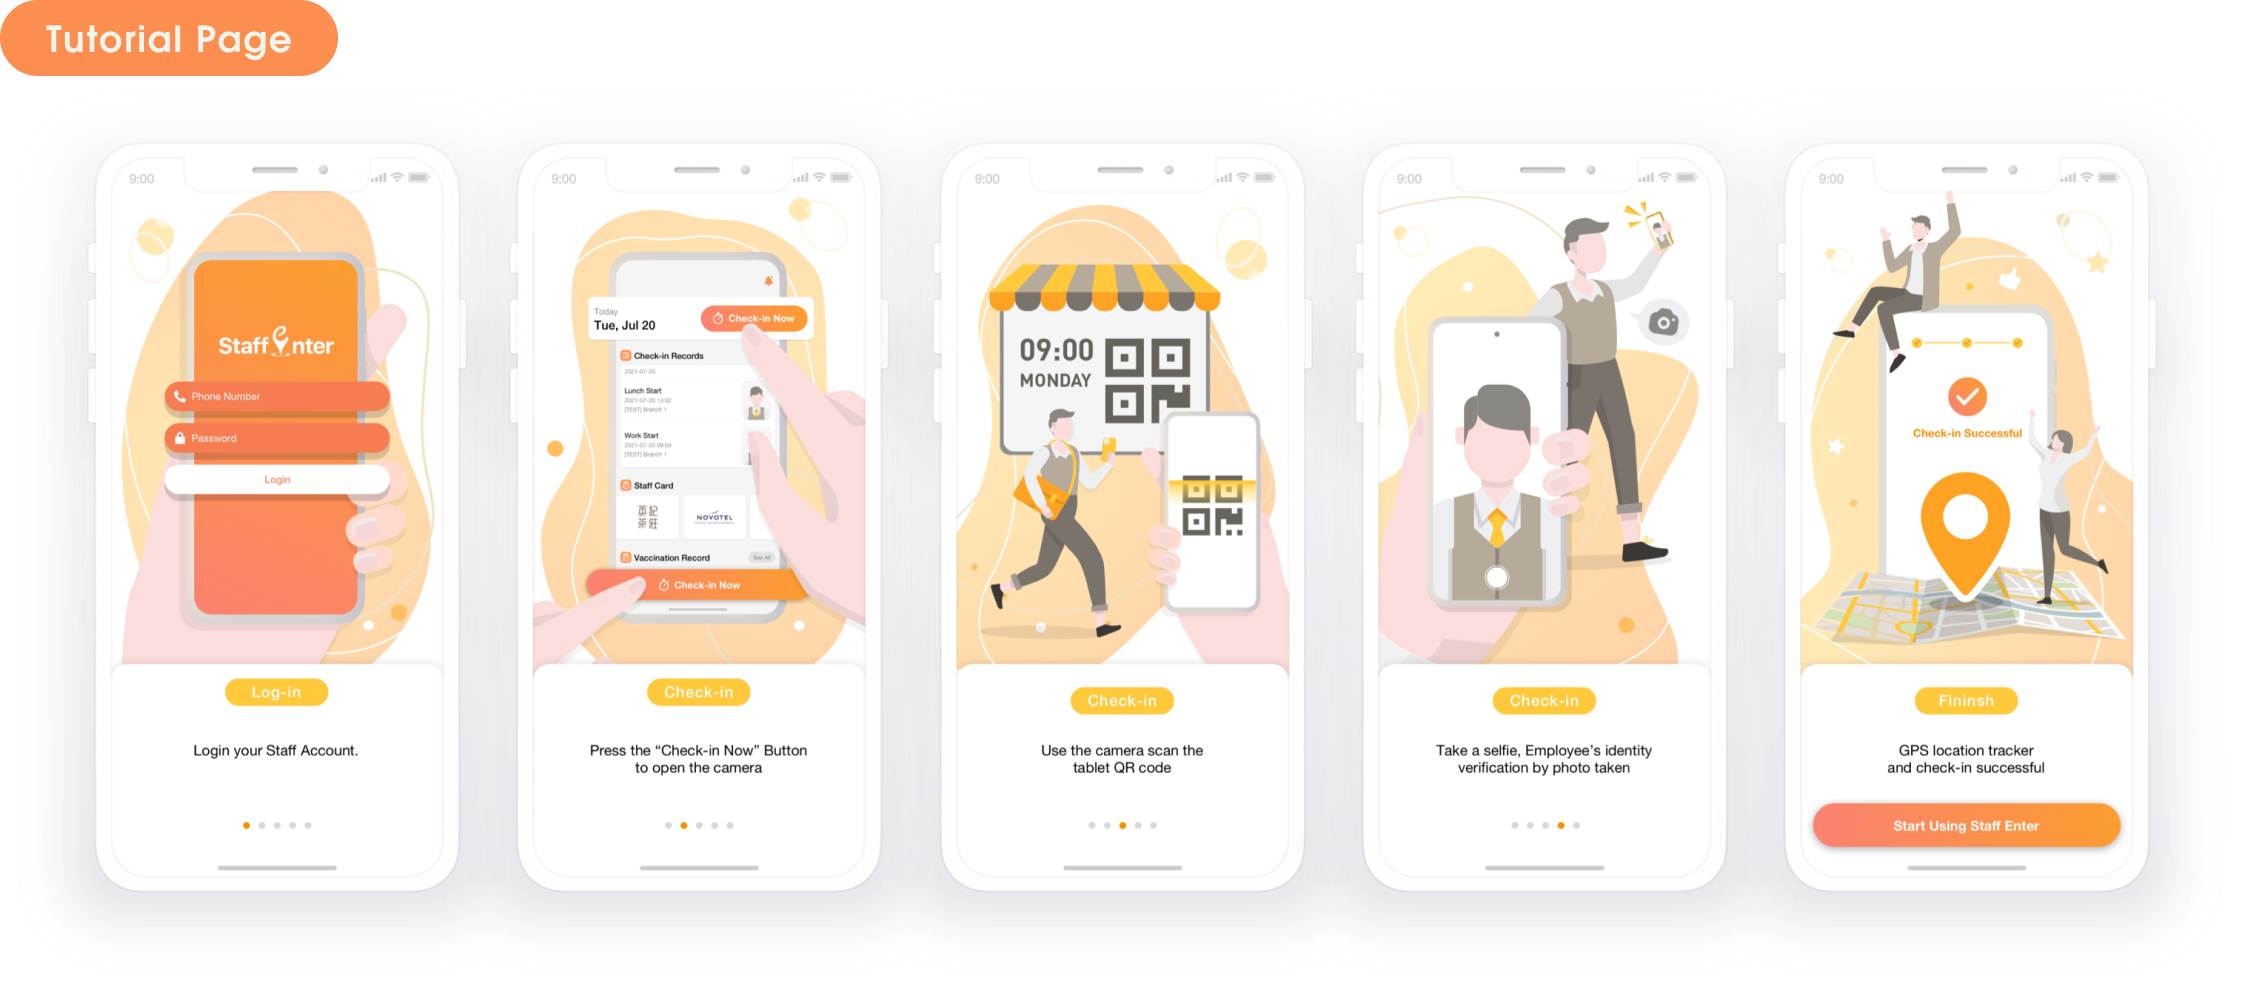 Tutorial Page
9:00
Staff Enter
Phone Number
Password
Login
Log-in
Login your Staff Account.
9:00
Today
Tue, Jul 20
Check-in Now
Check-in Records
2021-07-20
Lunch Start
2021-07-20 13:02
[TEST] Branch 1
Work Start
2021-07-20 09:04
[TEST] Branch 1
Staff Card
英記
茶莊
NOVOTEL
Vaccination Record
See All
Check-in Now
Check-in
Press the “Check-in Now” Button
to open the camera
9:00
09:00
MONDAY
Check-in
Use the camera scan the
tablet QR code
9:00
Check-in
Take a selfie, Employee’s identity
verification by photo taken
9:00
Check-in Successful
Fininsh
GPS location tracker
and check-in successful
Start Using Staff Enter